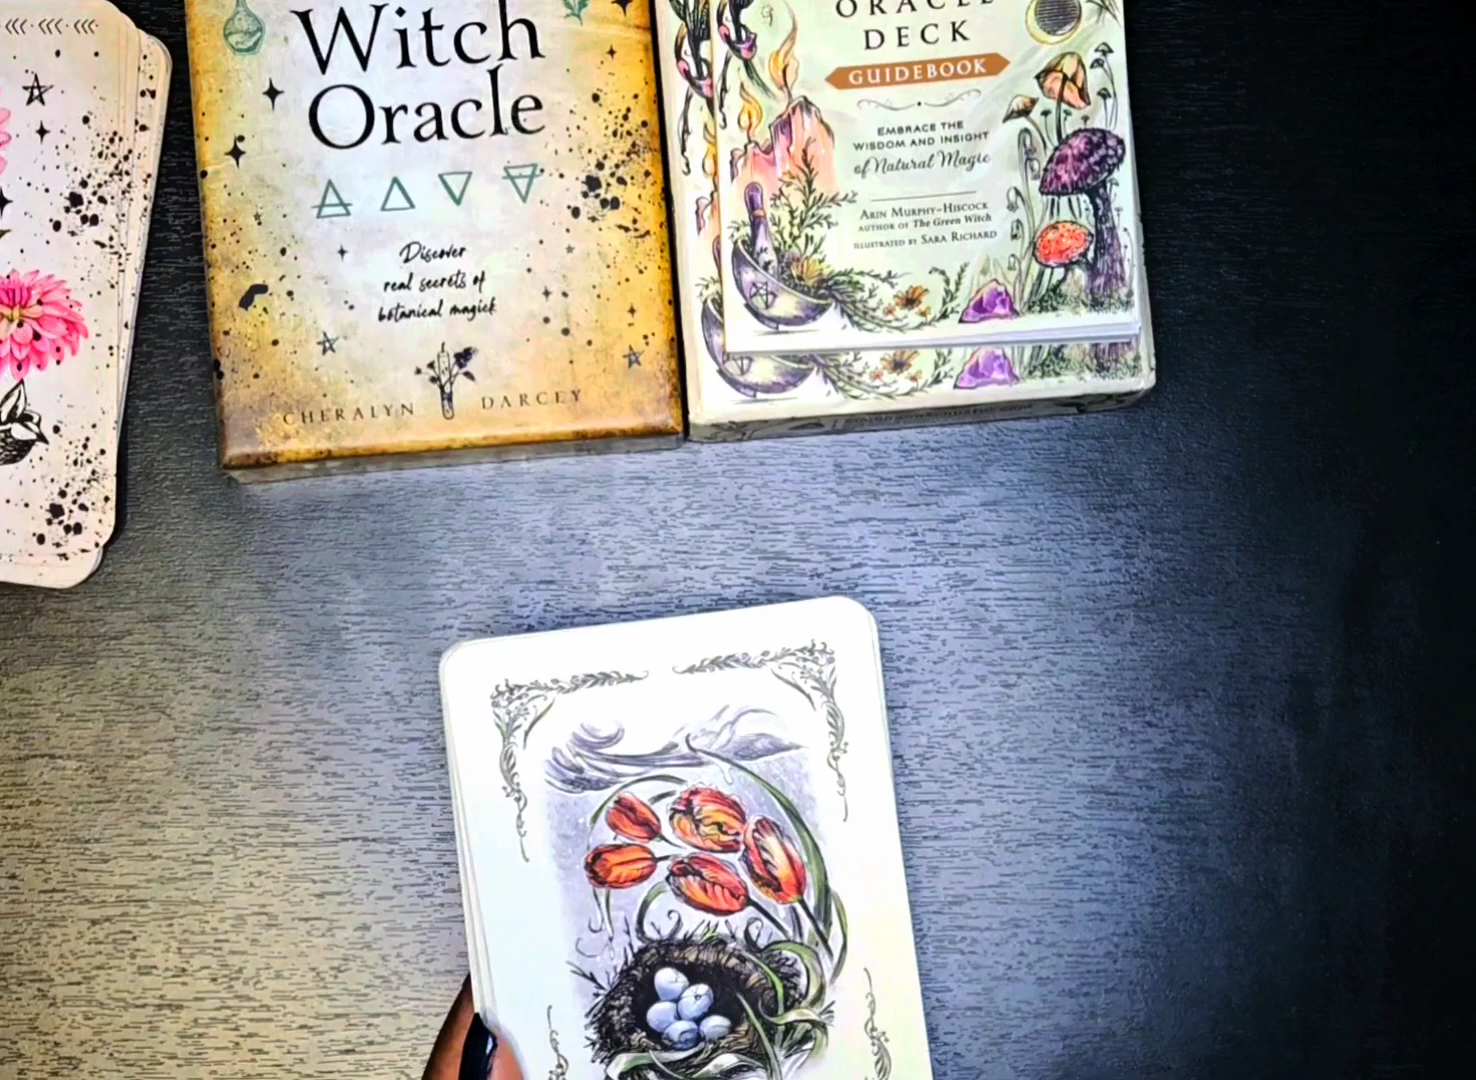 Witch
Oracle
Discover
real secrets of
botanical magick
CHERALYN DARCEY
ORACLE
DECK
GUIDEBOOK
EMBRACE THE
WISDOM AND INSIGHT
of Natural Magic
ARIN MURPHY-HISCOCK
AUTHOR OF The Green Witch
ILLUSTRATED BY SARA RICHARD